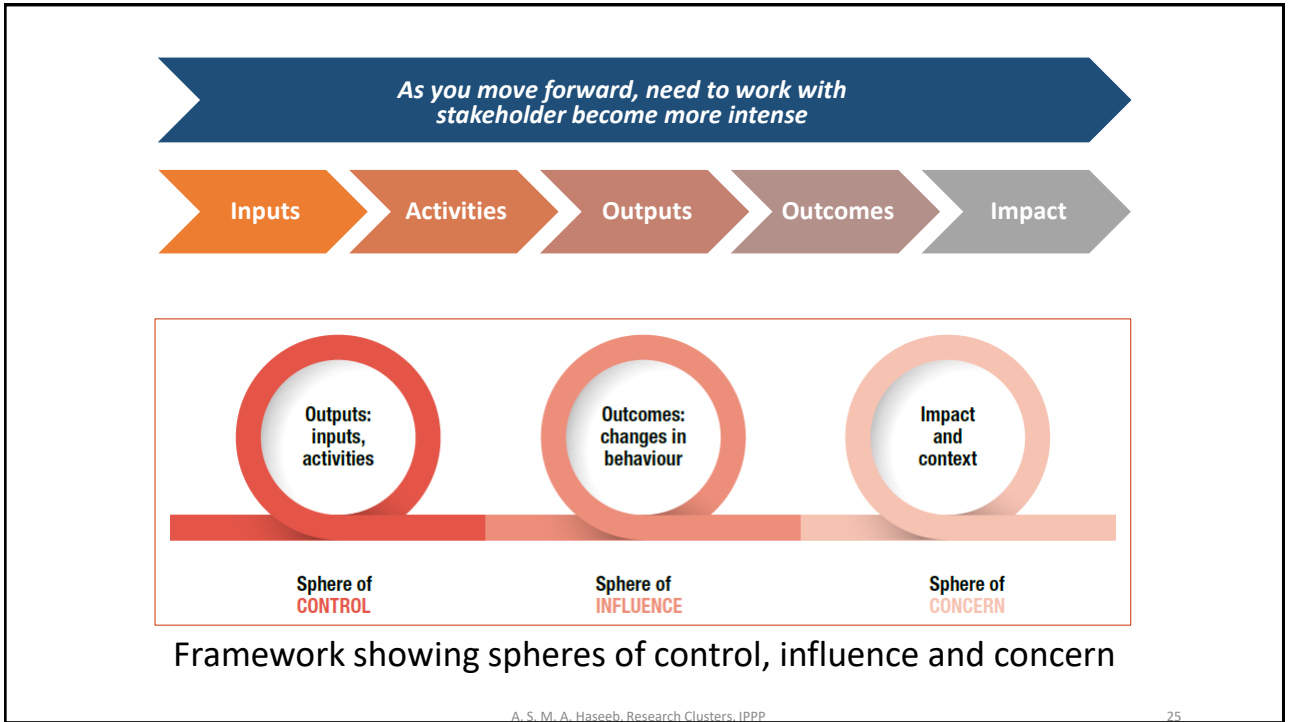 As you move forward, need to work with
stakeholder become more intense
Inputs
Activities
Outputs
Outcomes
Impact
Outputs:
inputs,
activities
Outcomes:
changes in
behaviour
Impact
and
context
Sphere of
CONTROL
Sphere of
INFLUENCE
Sphere of
CONCERN
Framework showing spheres of control, influence and concern
A. S. M. A. Haseeb, Research Clusters, IPPP
25